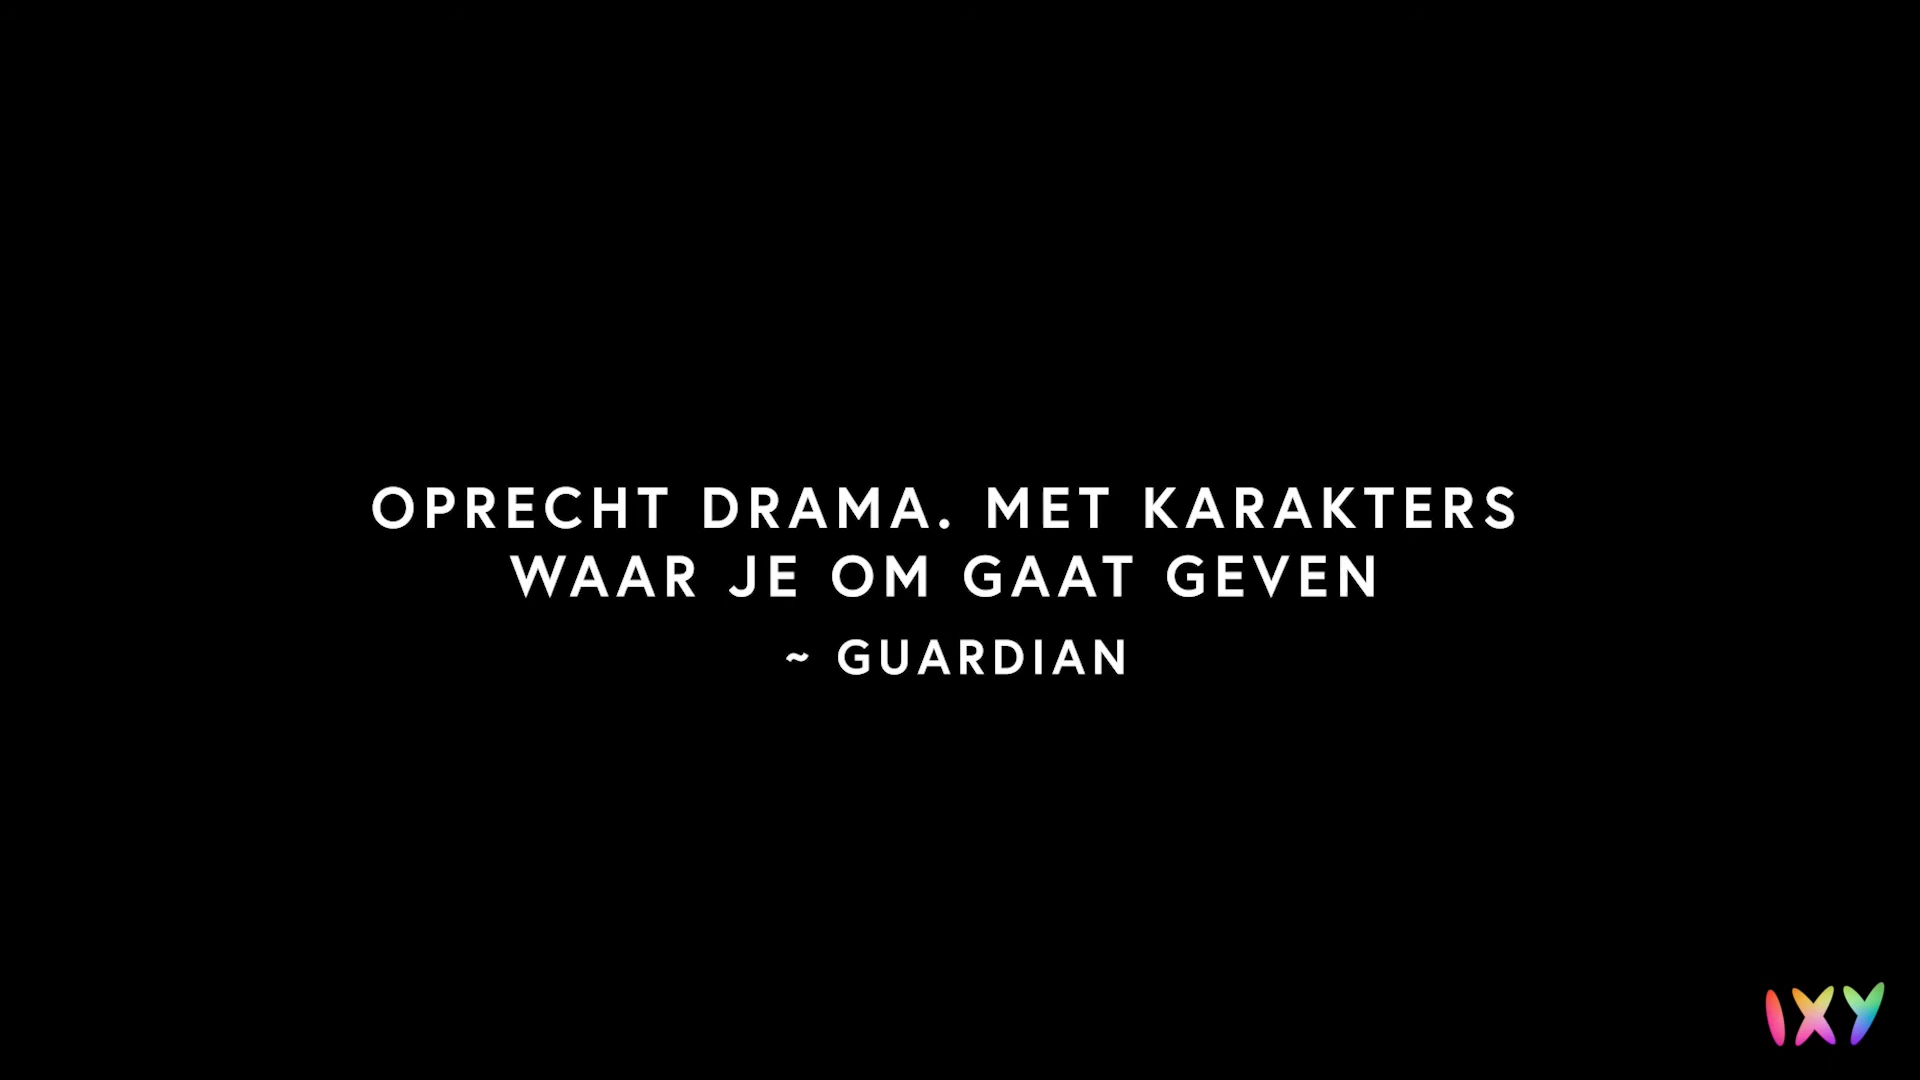 OPRECHT DRAMA. MET KARAKTERS
WAAR JE OM GAAT GEVEN
~ GUARDIAN
IXY